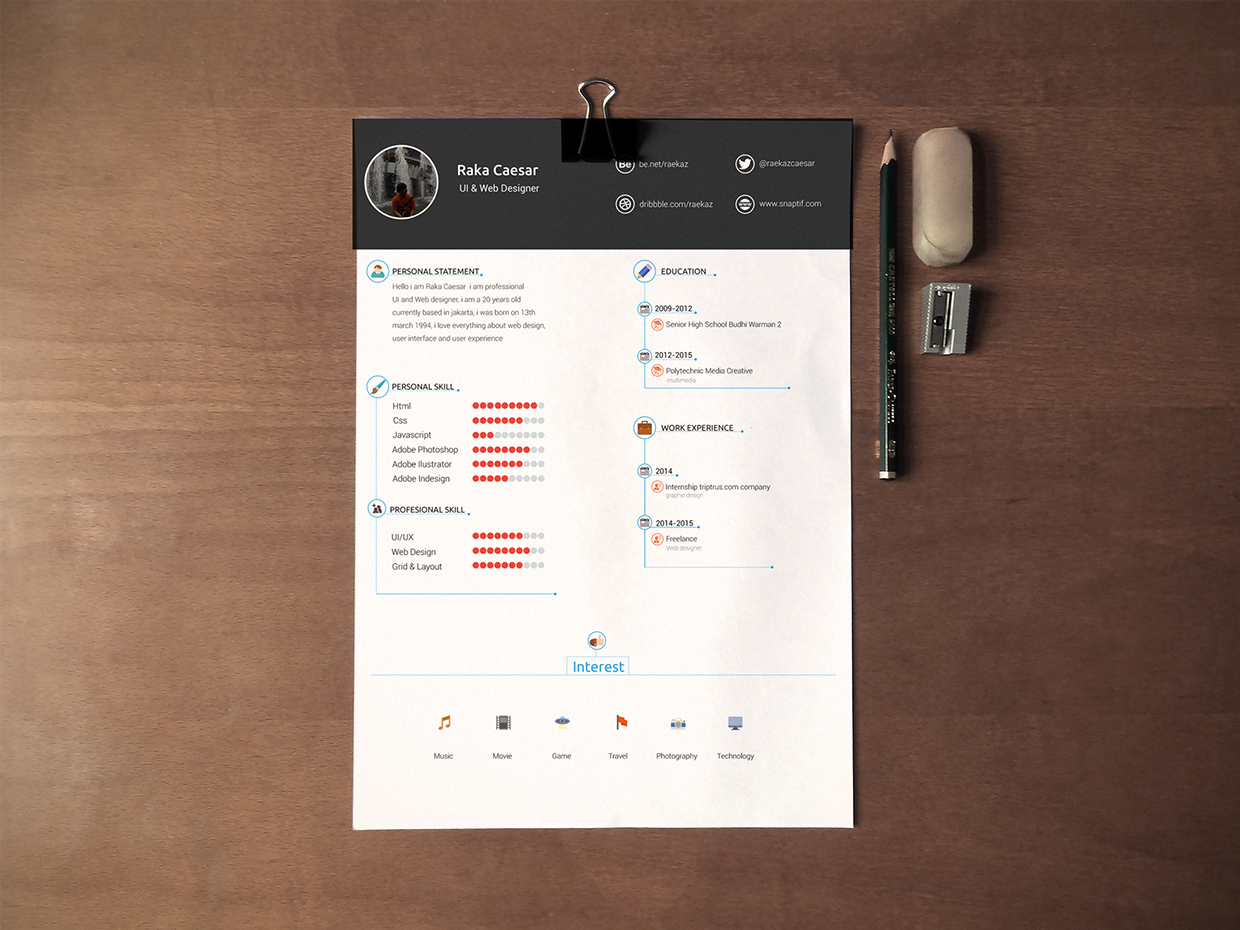 Raka Caesar
UI & Web Designer
Be be.net/raekaz
@raekazcaesar
dribbble.com/raekaz
www www.snaptif.com
PERSONAL STATEMENT
Hello i am Raka Caesar i am professional
UI and Web designer, i am a 20 years old
currently based in jakarta, i was born on 13th
march 1994, i love everything about web design,
user interface and user experience
PERSONAL SKILL
Html
Css
Javascript
Adobe Photoshop
Adobe Ilustrator
Adobe Indesign
PROFESIONAL SKILL
UI/UX
Web Design
Grid & Layout
EDUCATION
2009-2012
Senior High School Budhi Warman 2
2012-2015
Polytechnic Media Creative
multimedia
WORK EXPERIENCE
2014
Internship triptrus.com company
graphic design
2014-2015
Freelance
Web designer
Interest
Music
Movie
Game
Travel
Photography
Technology